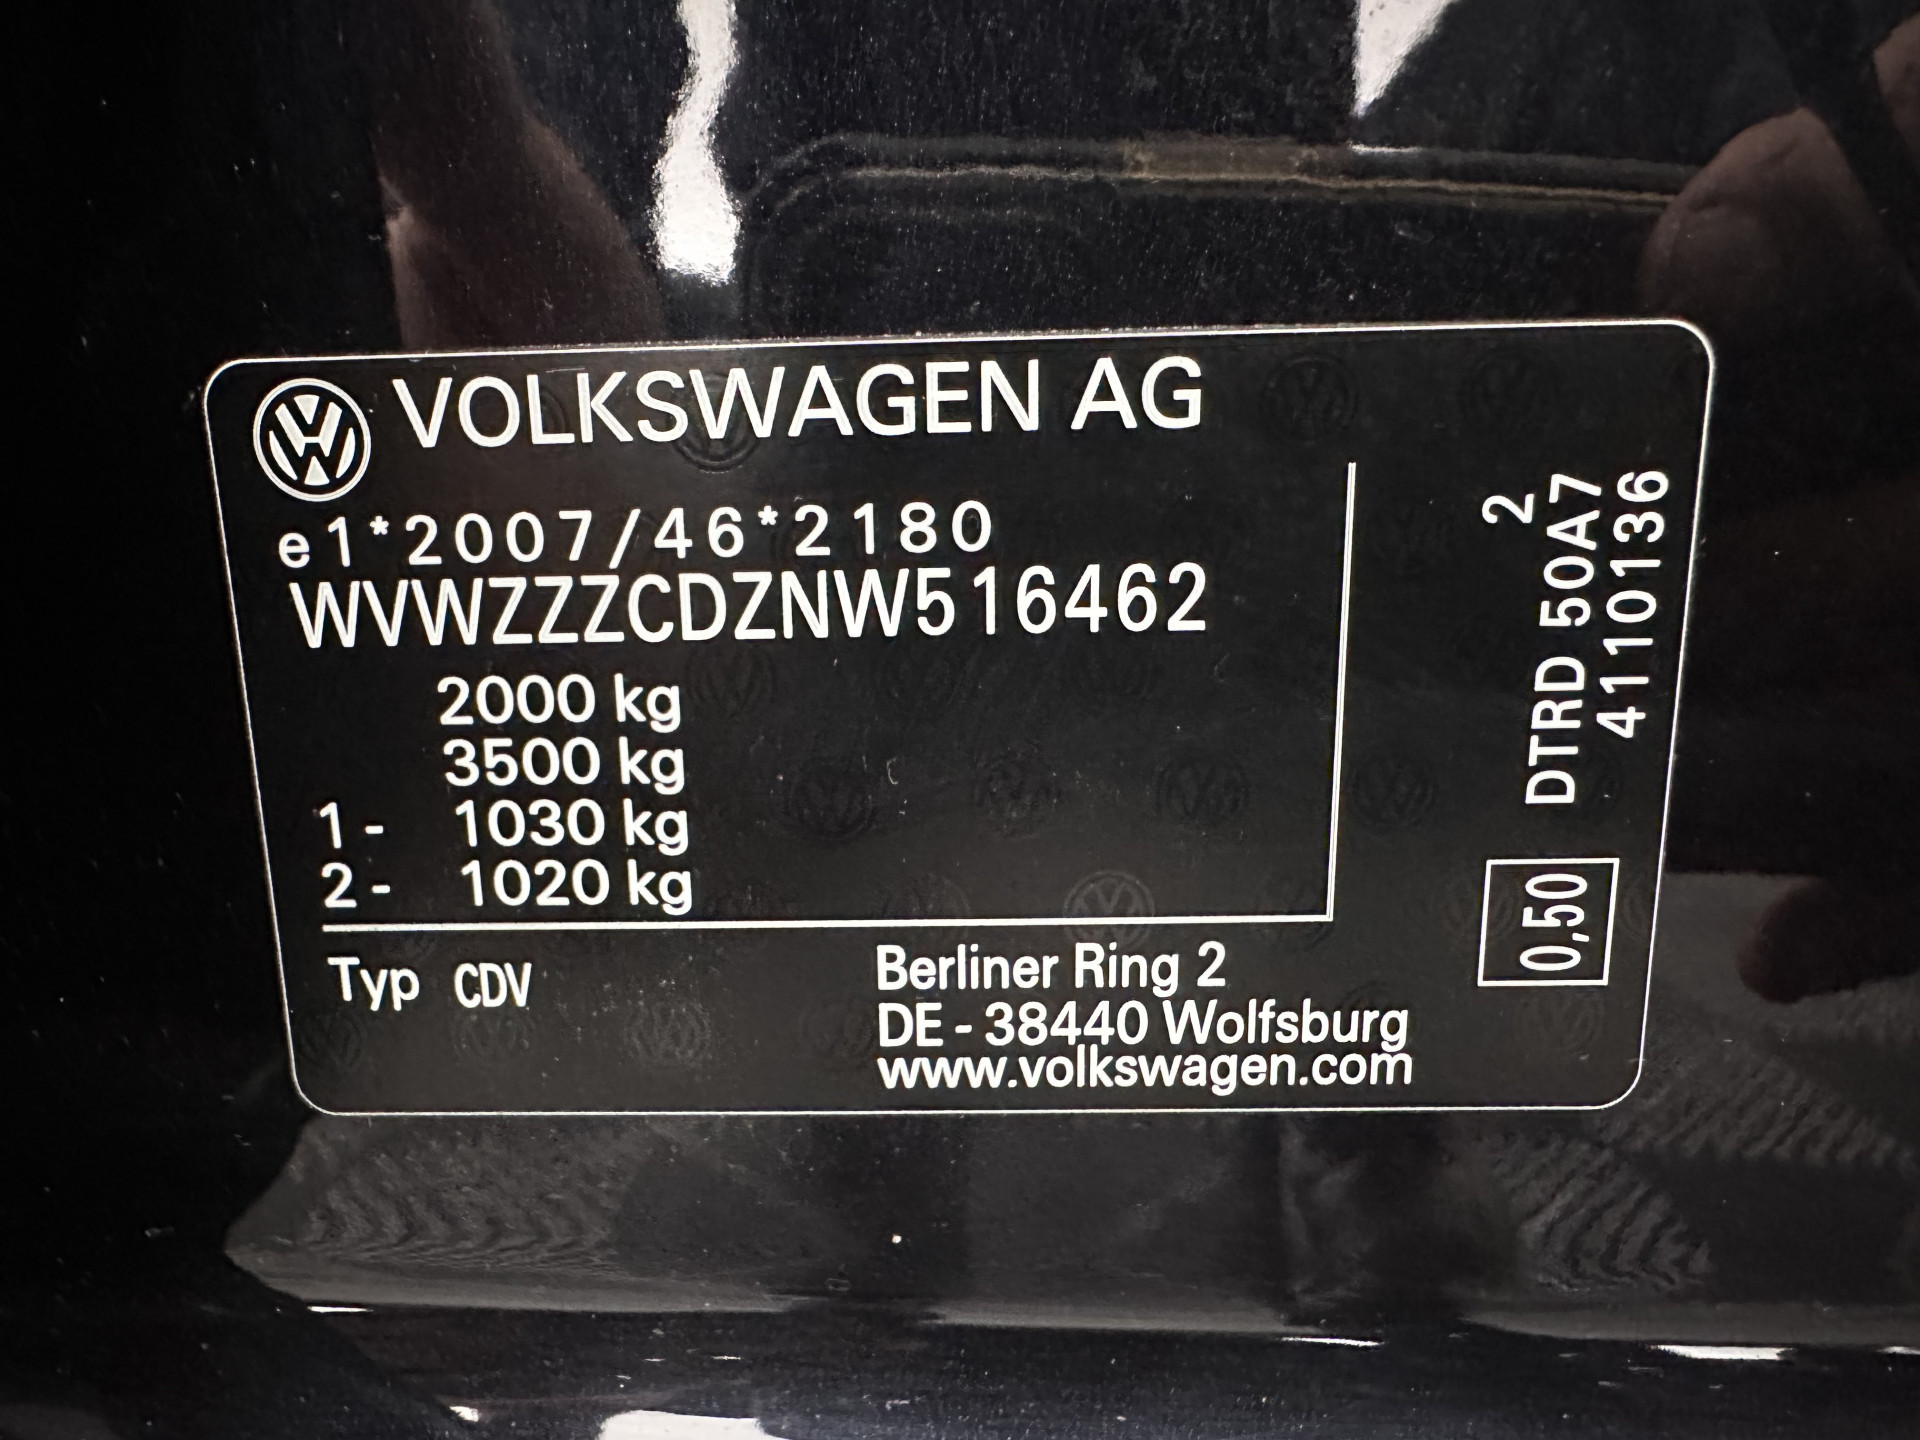 VOLKSWAGEN AG
e1*2007/46*2180
WVWZZZCDZNW516462
2000 kg
3500 kg
1- 1030 kg
2- 1020 kg
Typ CDV
Berliner Ring 2
DE-38440 Wolfsburg
www.volkswagen.com
2
DTRD 50A7
4110136
0,50